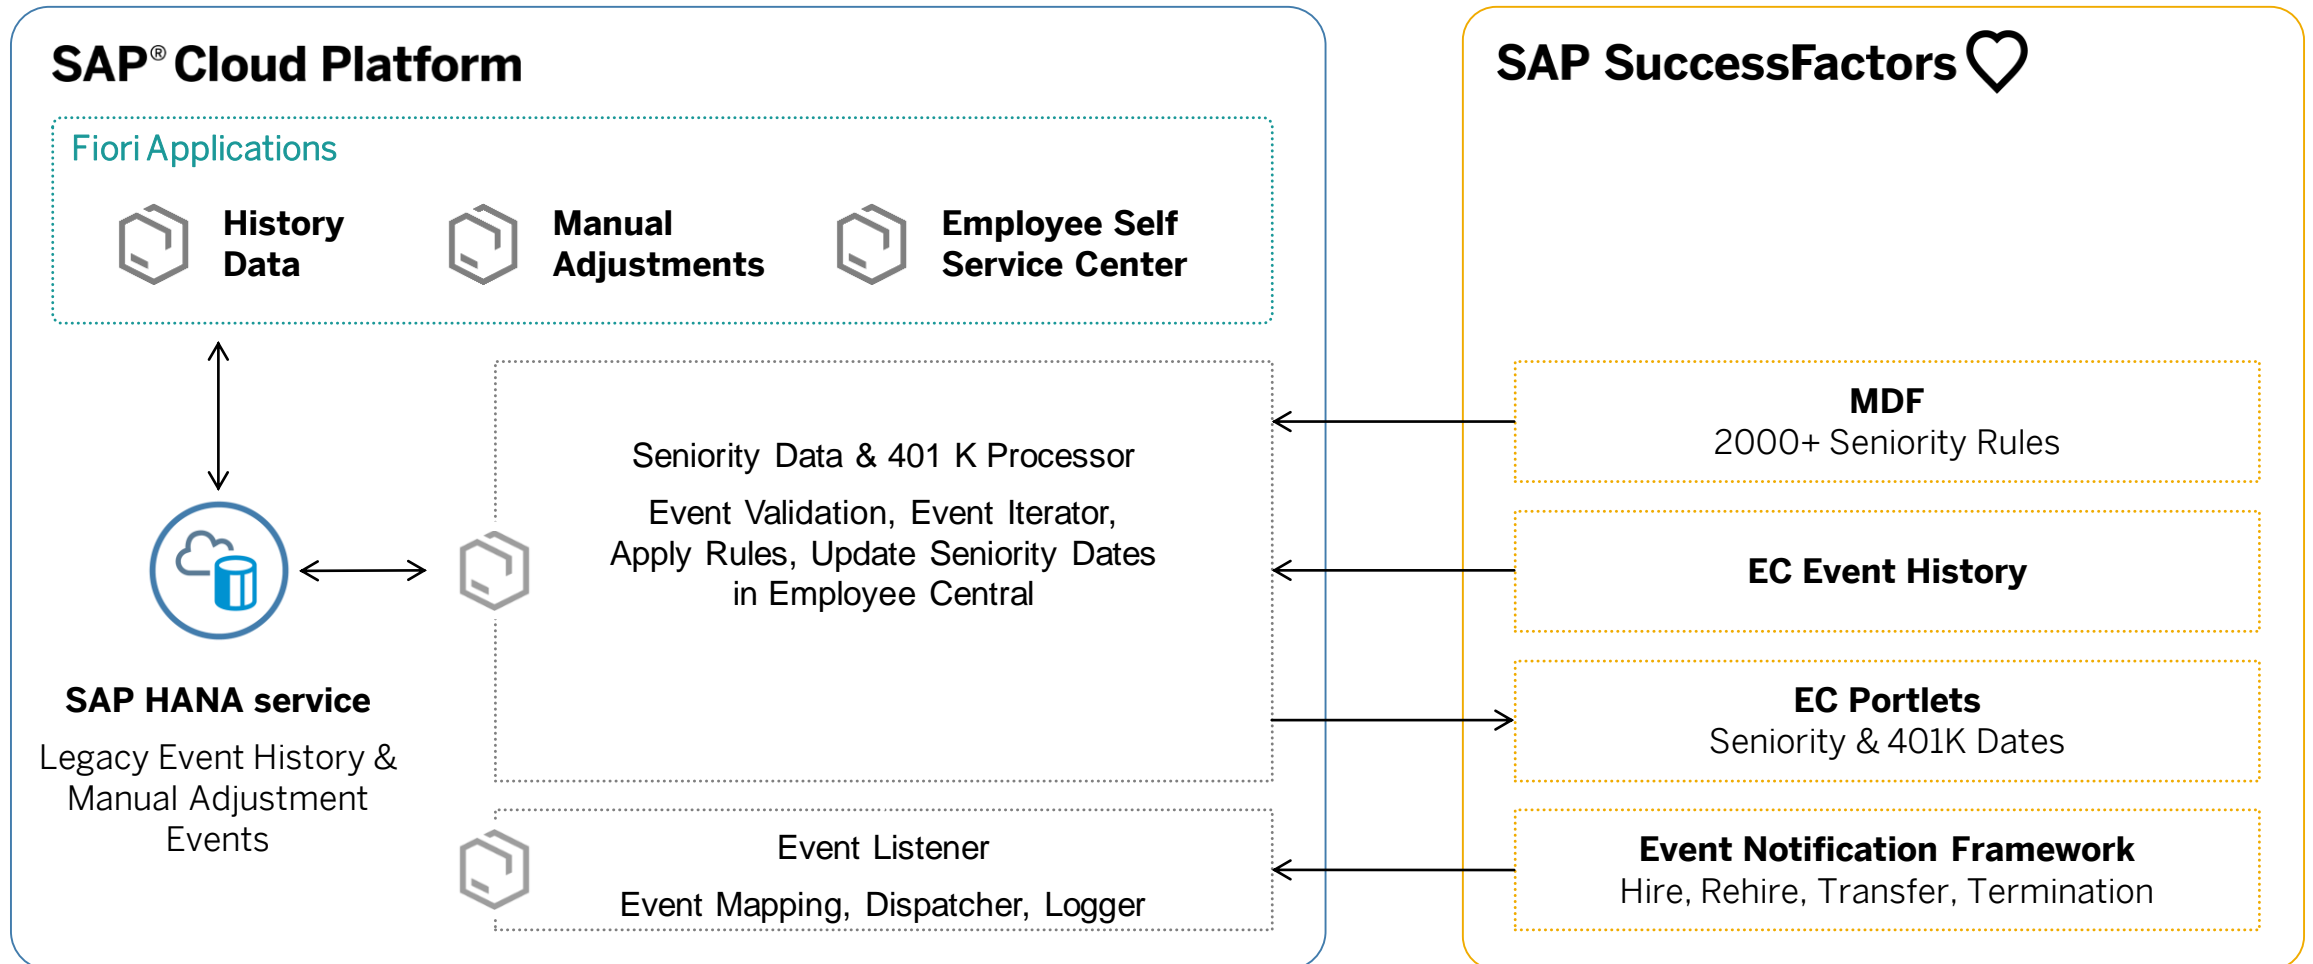 SAP® Cloud Platform
Fiori Applications
History
Data
Manual
Adjustments
Employee Self
Service Center
Seniority Data & 401 K Processor
Event Validation, Event Iterator,
Apply Rules, Update Seniority Dates
in Employee Central
SAP HANA service
Legacy Event History &
Manual Adjustment
Events
Event Listener
Event Mapping, Dispatcher, Logger
SAP SuccessFactors
MDF
2000+ Seniority Rules
EC Event History
EC Portlets
Seniority & 401K Dates
Event Notification Framework
Hire, Rehire, Transfer, Termination